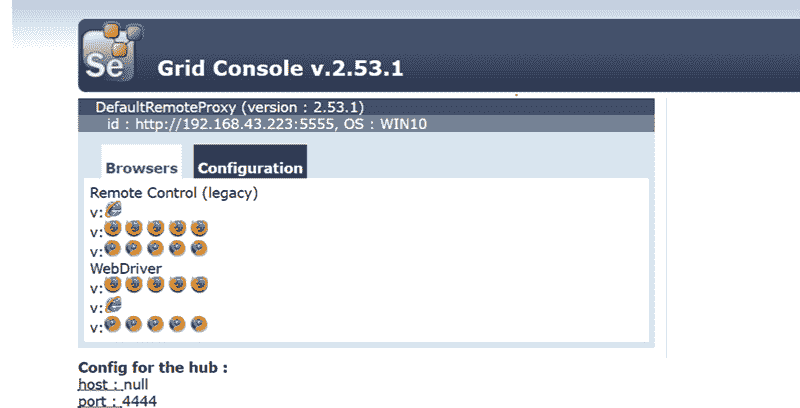 Se
Grid Console v.2.53.1
DefaultRemoteProxy (version : 2.53.1)
id : http://192.168.43.223:5555, OS : WIN10
Browsers Configuration
Remote Control (legacy)
v:
v:
v:
WebDriver
v:
v:
v:
Config for the hub :
host : null
port : 4444